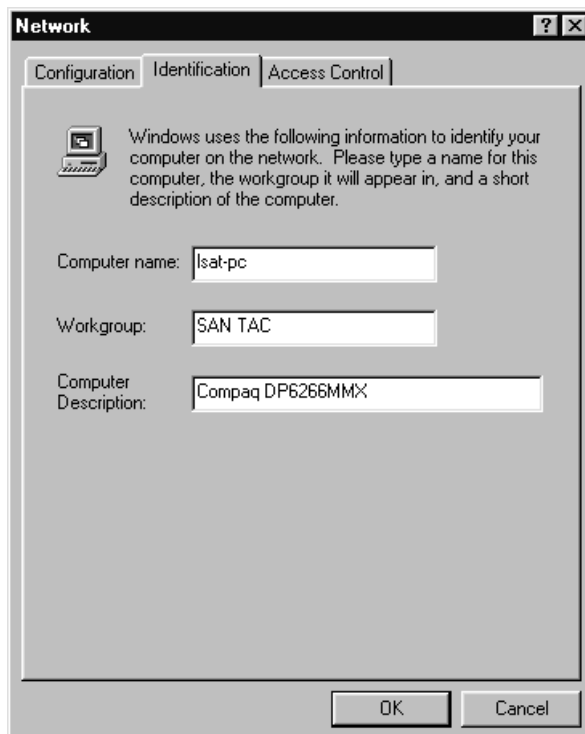 Network
Configuration Identification Access Control
Windows uses the following information to identify your
computer on the network. Please type a name for this
computer, the workgroup it will appear in, and a short
description of the computer.
Computer name: lsat-pc
Workgroup: SAN TAC
Computer
Description: Compaq DP6266MMX
OK Cancel